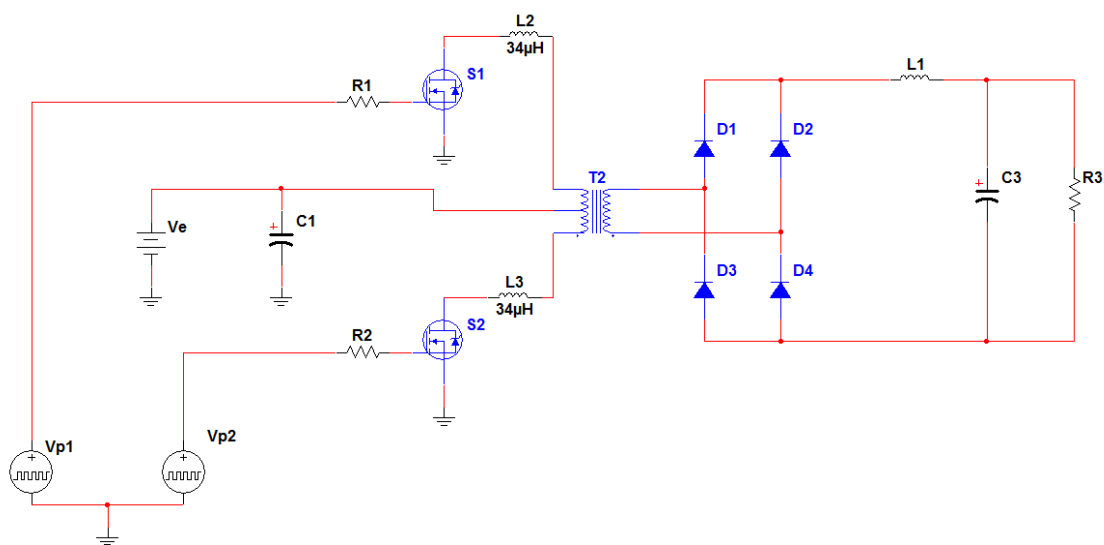 L2
34µH
S1
R1
L1
D1
D2
T2
C3
R3
Ve
C1
D3
D4
L3
34µH
S2
R2
Vp1
Vp2